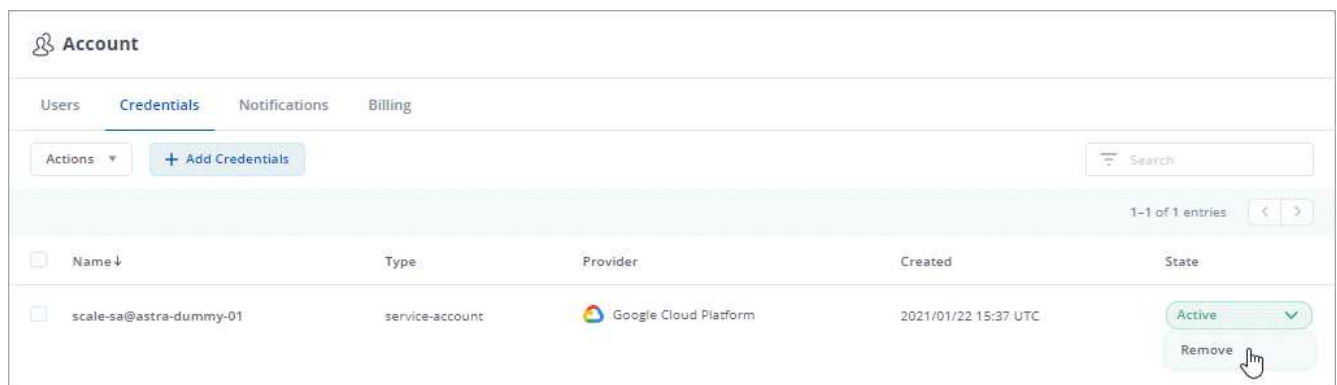 Account
Users Credentials Notifications Billing
Actions + Add Credentials Search
1–1 of 1 entries
Name↓ Type Provider Created State
scale-sa@astra-dummy-01 service-account Google Cloud Platform 2021/01/22 15:37 UTC Active
Remove